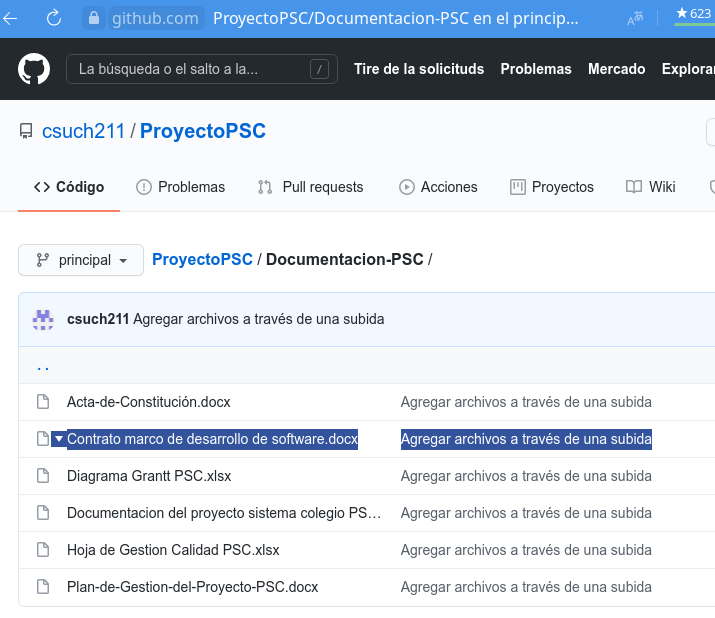 github.com ProyectoPSC/Documentacion-PSC en el princip... ★623
La búsqueda o el salto a la... / Tire de la solicituds Problemas Mercado Explora
csuch211 / ProyectoPSC
Código Problemas Pull requests Acciones Proyectos Wiki
principal ProyectoPSC / Documentacion-PSC /
csuch211 Agregar archivos a través de una subida
..
Acta-de-Constitución.docx Agregar archivos a través de una subida
Contrato marco de desarrollo de software.docx Agregar archivos a través de una subida
Diagrama Grantt PSC.xlsx Agregar archivos a través de una subida
Documentacion del proyecto sistema colegio PS... Agregar archivos a través de una subida
Hoja de Gestion Calidad PSC.xlsx Agregar archivos a través de una subida
Plan-de-Gestion-del-Proyecto-PSC.docx Agregar archivos a través de una subida